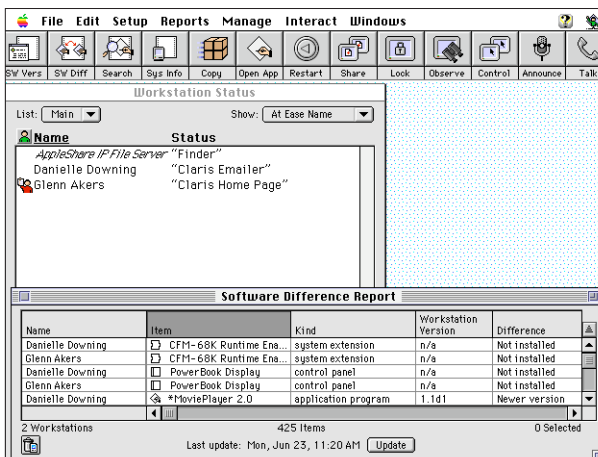 File Edit Setup Reports Manage Interact Windows
SW Vers SW Diff Search Sys Info Copy Open App Restart Share Lock Observe Control Announce Talk
Workstation Status
List: Main Show: At Ease Name
Name Status
AppleShare IP File Server "Finder"
Danielle Downing "Claris Emailer"
Glenn Akers "Claris Home Page"
Software Difference Report
Name Item Kind Workstation Version Difference
Danielle Downing CFM-68K Runtime Ena... system extension n/a Not installed
Glenn Akers CFM-68K Runtime Ena... system extension n/a Not installed
Danielle Downing PowerBook Display control panel n/a Not installed
Glenn Akers PowerBook Display control panel n/a Not installed
Danielle Downing *MoviePlayer 2.0 application program 1.1d1 Newer version
2 Workstations 425 Items 0 Selected
Last update: Mon, Jun 23, 11:20 AM Update